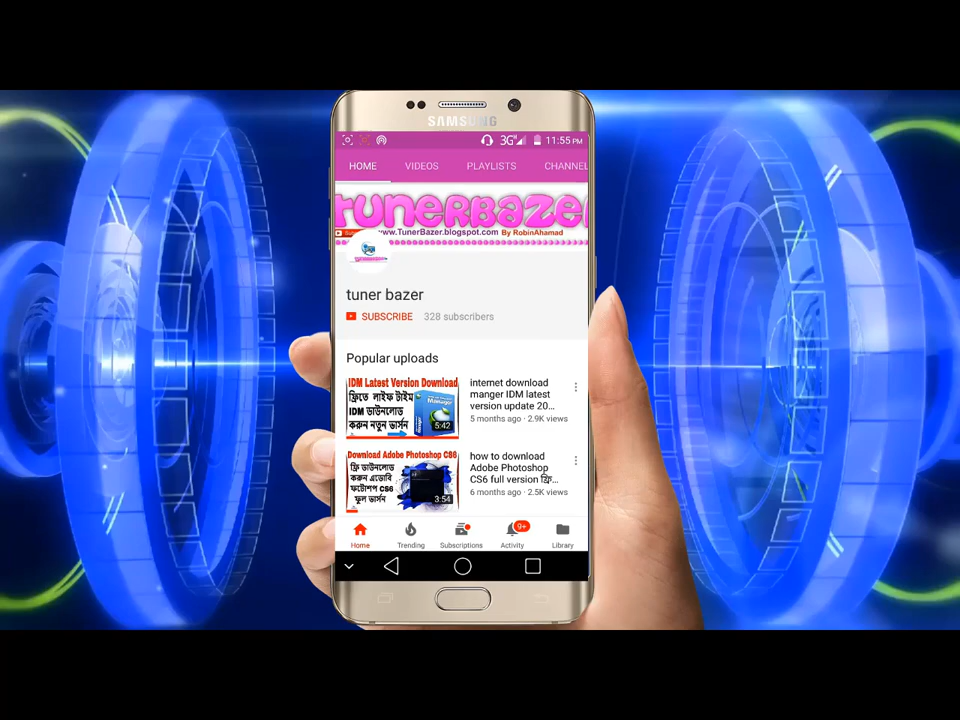 SAMSUNG
3G H 11:55 PM
HOME VIDEOS PLAYLISTS CHANNEL
TUNERBAZER
www.TunerBazer.blogspot.com By RobinAhamad
tuner bazer
SUBSCRIBE 328 subscribers
Popular uploads
IDM Latest Version Download
ফ্রিতে লাইফ টাইম
IDM ডাউনলোড
করুন নতুন ভার্সন
Manager
5:42
internet download
manger IDM latest
version update 20...
5 months ago · 2.9K views
Download Adobe Photoshop CS6
ফ্রি ডাউনলোড
করুন এডোবি
ফটোশপ CS6
ফুল ভার্সন
3:54
how to download
Adobe Photoshop
CS6 full version ফ্রি...
6 months ago · 2.5K views
9+
Home Trending Subscriptions Activity Library